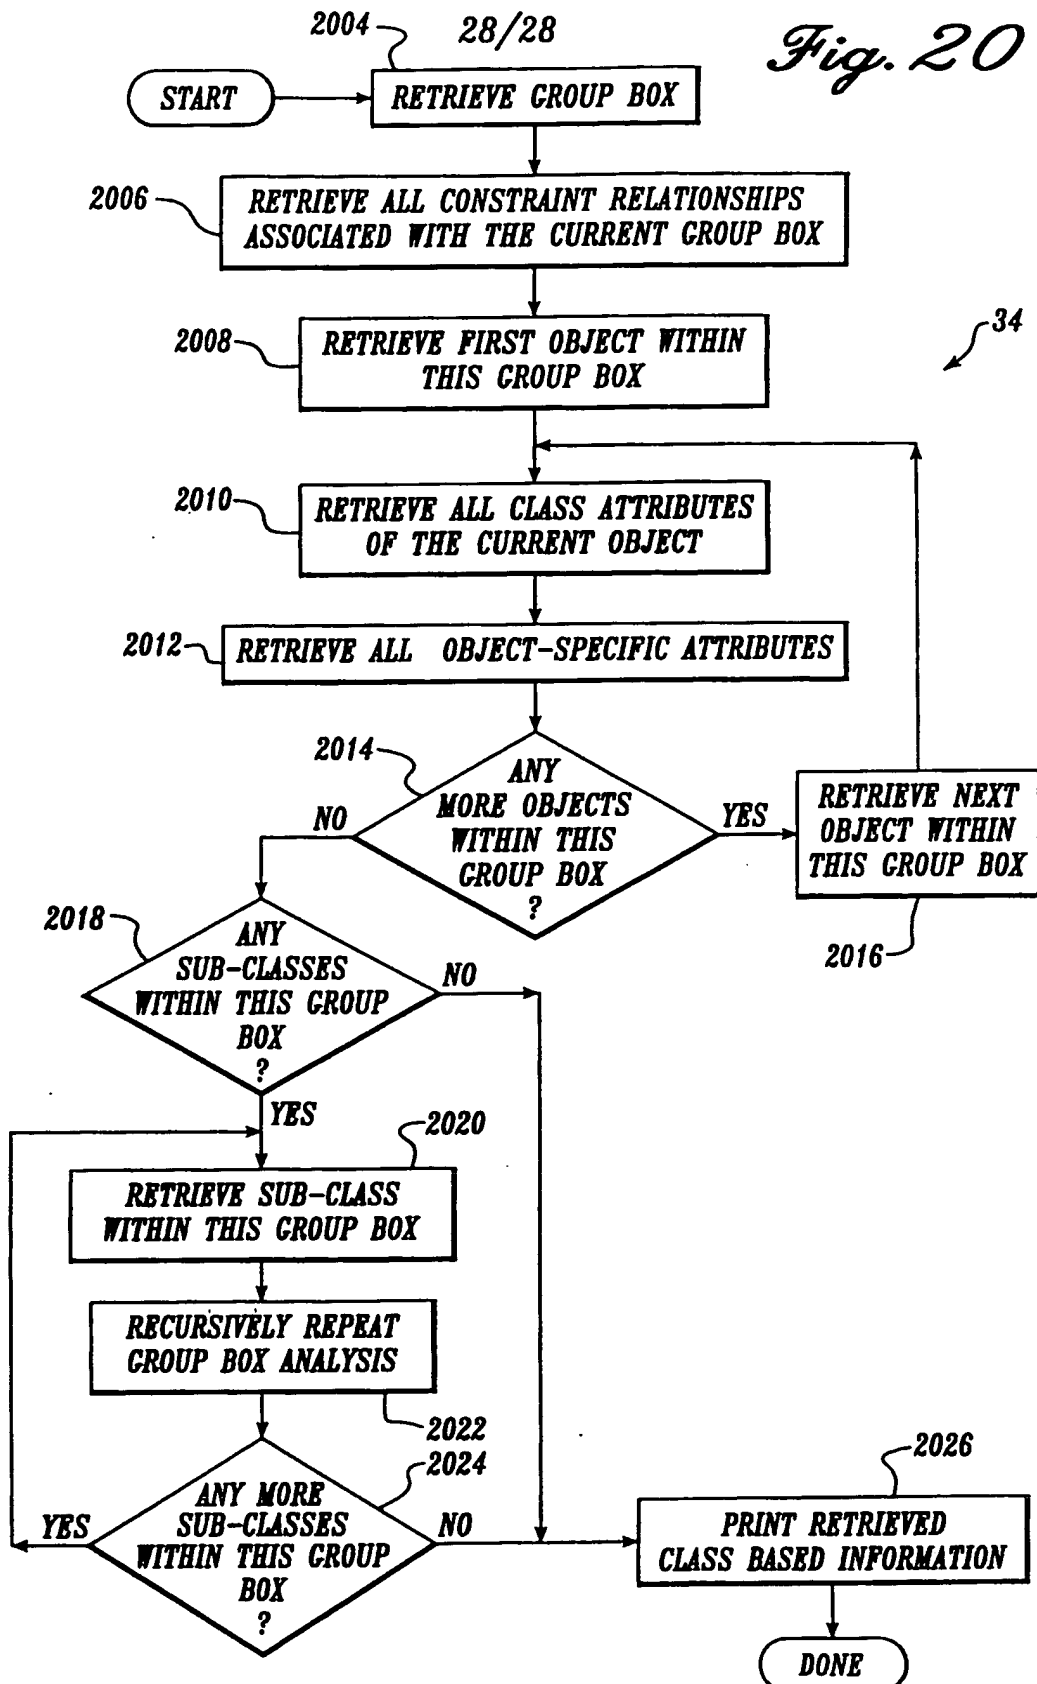 2004
28/28
Fig. 20
START
RETRIEVE GROUP BOX
2006
RETRIEVE ALL CONSTRAINT RELATIONSHIPS
ASSOCIATED WITH THE CURRENT GROUP BOX
2008
RETRIEVE FIRST OBJECT WITHIN
THIS GROUP BOX
34
2010
RETRIEVE ALL CLASS ATTRIBUTES
OF THE CURRENT OBJECT
2012
RETRIEVE ALL OBJECT-SPECIFIC ATTRIBUTES
2014
ANY
MORE OBJECTS
WITHIN THIS
GROUP BOX
?
NO
YES
RETRIEVE NEXT
OBJECT WITHIN
THIS GROUP BOX
2016
2018
ANY
SUB-CLASSES
WITHIN THIS GROUP
BOX
?
NO
YES
2020
RETRIEVE SUB-CLASS
WITHIN THIS GROUP BOX
RECURSIVELY REPEAT
GROUP BOX ANALYSIS
2022
2024
ANY MORE
SUB-CLASSES
WITHIN THIS GROUP
BOX
?
YES
NO
2026
PRINT RETRIEVED
CLASS BASED INFORMATION
DONE